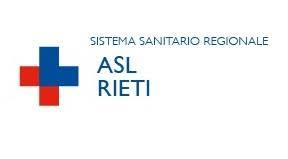 SISTEMA SANITARIO REGIONALE
ASL
RIETI